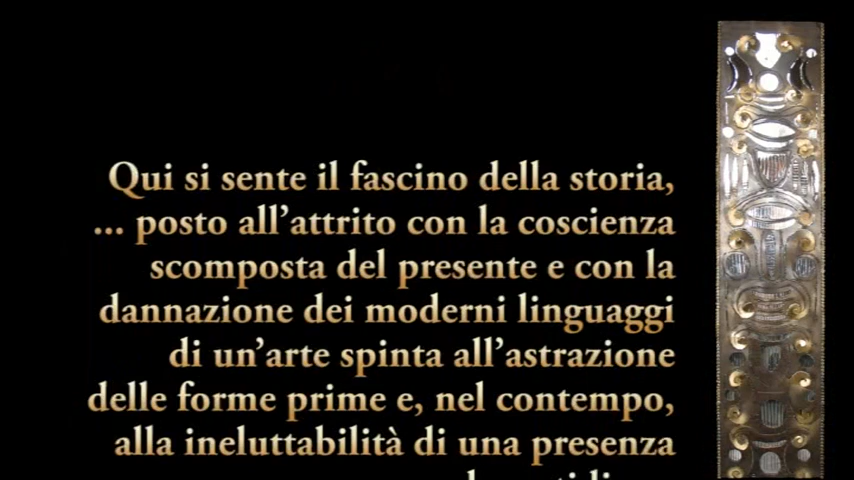 Qui si sente il fascino della storia,
... posto all’attrito con la coscienza
scomposta del presente e con la
dannazione dei moderni linguaggi
di un’arte spinta all’astrazione
delle forme prime e, nel contempo,
alla ineluttabilità di una presenza